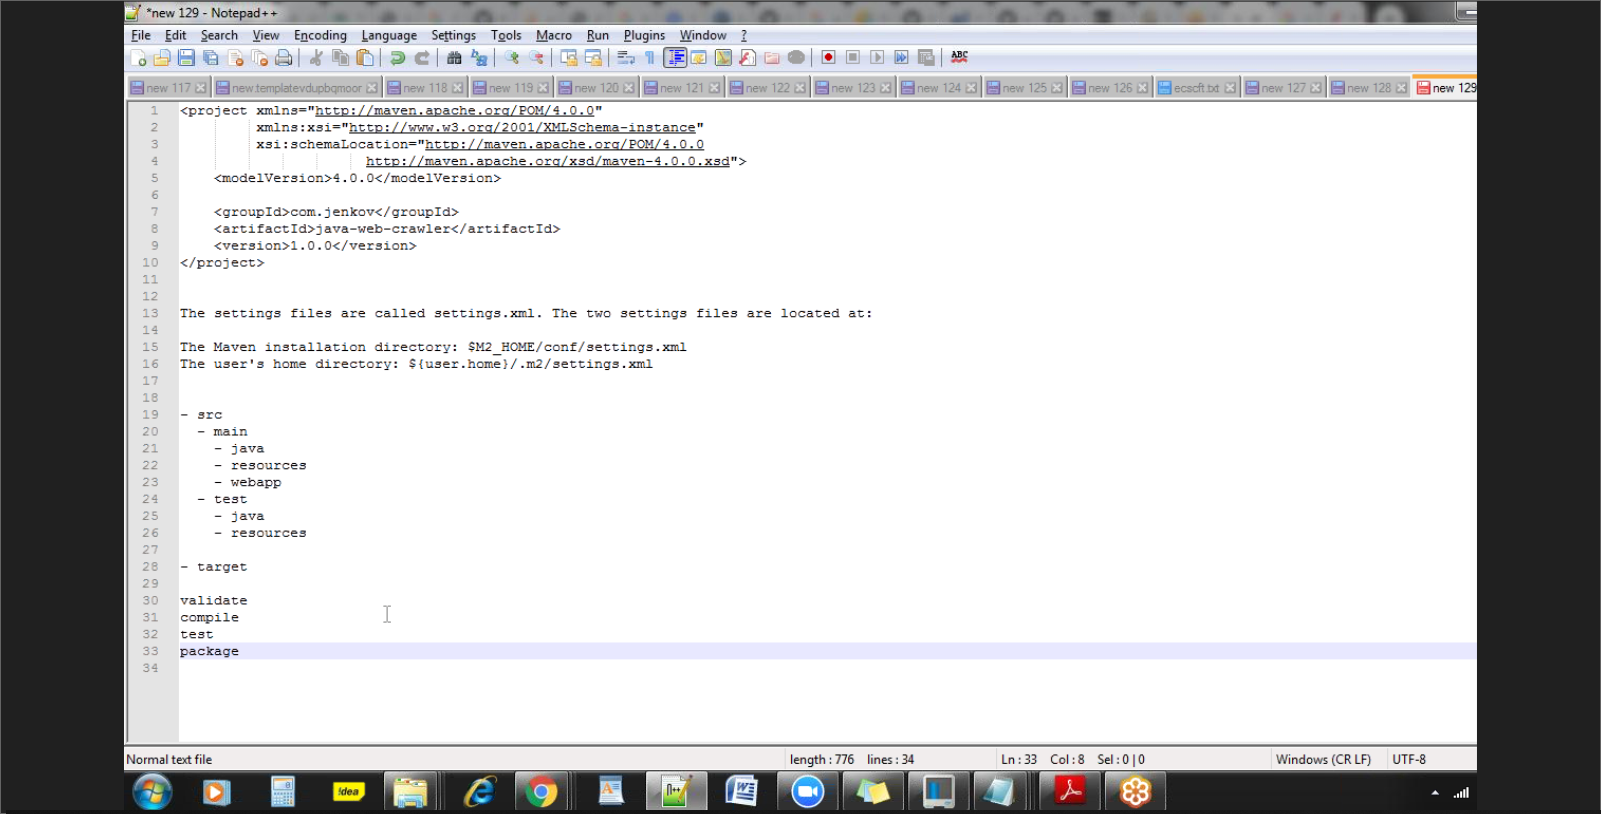 *new 129 - Notepad++
File Edit Search View Encoding Language Settings Tools Macro Run Plugins Window ?
ABC
new 117 new.templatevdupbqmoor new 118 new 119 new 120 new 121 new 122 new 123 new 124 new 125 new 126 ecscft.txt new 127 new 128 new 129
1 <project xmlns="http://maven.apache.org/POM/4.0.0"
2 xmlns:xsi="http://www.w3.org/2001/XMLSchema-instance"
3 xsi:schemaLocation="http://maven.apache.org/POM/4.0.0
4 http://maven.apache.org/xsd/maven-4.0.0.xsd">
5 <modelVersion>4.0.0</modelVersion>
6
7 <groupId>com.jenkov</groupId>
8 <artifactId>java-web-crawler</artifactId>
9 <version>1.0.0</version>
10 </project>
11
12
13 The settings files are called settings.xml. The two settings files are located at:
14
15 The Maven installation directory: $M2_HOME/conf/settings.xml
16 The user's home directory: ${user.home}/.m2/settings.xml
17
18
19 - src
20 - main
21 - java
22 - resources
23 - webapp
24 - test
25 - java
26 - resources
27
28 - target
29
30 validate
31 compile
32 test
33 package
34
Normal text file length : 776 lines : 34 Ln : 33 Col : 8 Sel : 0 | 0 Windows (CR LF) UTF-8
!dea